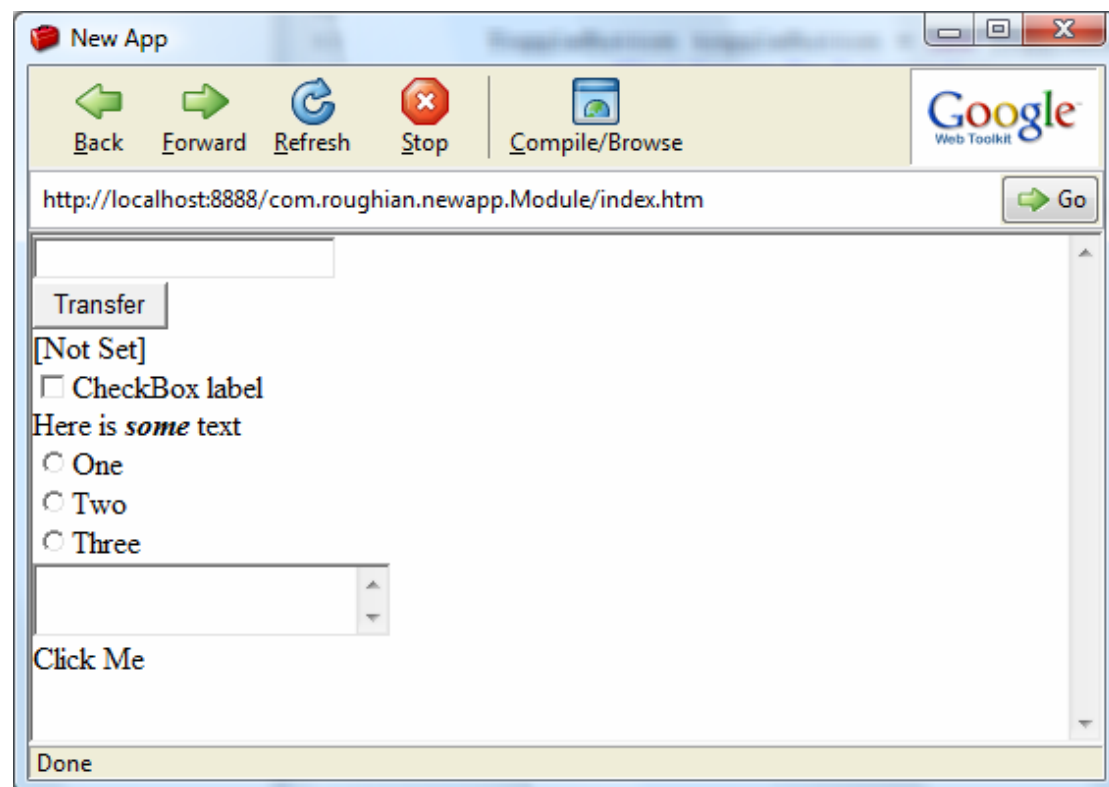 New App
Back Forward Refresh Stop Compile/Browse
Google
Web Toolkit
http://localhost:8888/com.roughian.newapp.Module/index.htm Go
Transfer
[Not Set]
CheckBox label
Here is some text
One
Two
Three
Click Me
Done